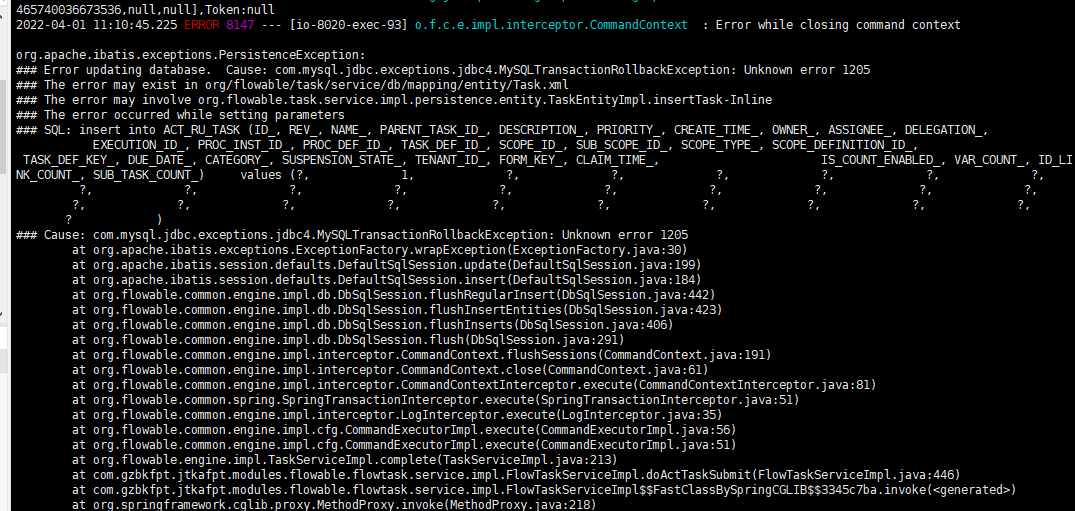 465740036673536,null,null],Token:null
2022-04-01 11:10:45.225 ERROR 8147 --- [io-8020-exec-93] o.f.c.e.impl.interceptor.CommandContext  : Error while closing command context
org.apache.ibatis.exceptions.PersistenceException:
### Error updating database.  Cause: com.mysql.jdbc.exceptions.jdbc4.MySQLTransactionRollbackException: Unknown error 1205
### The error may exist in org/flowable/task/service/db/mapping/entity/Task.xml
### The error may involve org.flowable.task.service.impl.persistence.entity.TaskEntityImpl.insertTask-Inline
### The error occurred while setting parameters
### SQL: insert into ACT_RU_TASK (ID_, REV_, NAME_, PARENT_TASK_ID_, DESCRIPTION_, PRIORITY_, CREATE_TIME_, OWNER_, ASSIGNEE_, DELEGATION_,
EXECUTION_ID_, PROC_INST_ID_, PROC_DEF_ID_, TASK_DEF_ID_, SCOPE_ID_, SUB_SCOPE_ID_, SCOPE_TYPE_, SCOPE_DEFINITION_ID_,
TASK_DEF_KEY_, DUE_DATE_, CATEGORY_, SUSPENSION_STATE_, TENANT_ID_, FORM_KEY_, CLAIM_TIME_, IS_COUNT_ENABLED_, VAR_COUNT_, ID_LI
NK_COUNT_, SUB_TASK_COUNT_) values (?, 1, ?, ?, ?, ?, ?, ?,
?, ?, ?, ?, ?, ?, ?, ?, ?,
?, ?, ?, ?, ?, ?, ?, ?, ?, ?,
? )
### Cause: com.mysql.jdbc.exceptions.jdbc4.MySQLTransactionRollbackException: Unknown error 1205
at org.apache.ibatis.exceptions.ExceptionFactory.wrapException(ExceptionFactory.java:30)
at org.apache.ibatis.session.defaults.DefaultSqlSession.update(DefaultSqlSession.java:199)
at org.apache.ibatis.session.defaults.DefaultSqlSession.insert(DefaultSqlSession.java:184)
at org.flowable.common.engine.impl.db.DbSqlSession.flushRegularInsert(DbSqlSession.java:442)
at org.flowable.common.engine.impl.db.DbSqlSession.flushInsertEntities(DbSqlSession.java:423)
at org.flowable.common.engine.impl.db.DbSqlSession.flushInserts(DbSqlSession.java:406)
at org.flowable.common.engine.impl.db.DbSqlSession.flush(DbSqlSession.java:291)
at org.flowable.common.engine.impl.interceptor.CommandContext.flushSessions(CommandContext.java:191)
at org.flowable.common.engine.impl.interceptor.CommandContext.close(CommandContext.java:61)
at org.flowable.common.engine.impl.interceptor.CommandContextInterceptor.execute(CommandContextInterceptor.java:81)
at org.flowable.common.spring.SpringTransactionInterceptor.execute(SpringTransactionInterceptor.java:51)
at org.flowable.common.engine.impl.interceptor.LogInterceptor.execute(LogInterceptor.java:35)
at org.flowable.common.engine.impl.cfg.CommandExecutorImpl.execute(CommandExecutorImpl.java:56)
at org.flowable.common.engine.impl.cfg.CommandExecutorImpl.execute(CommandExecutorImpl.java:51)
at org.flowable.engine.impl.TaskServiceImpl.complete(TaskServiceImpl.java:213)
at com.gzbkfpt.jtkafpt.modules.flowable.flowtask.service.impl.FlowTaskServiceImpl.doActTaskSubmit(FlowTaskServiceImpl.java:446)
at com.gzbkfpt.jtkafpt.modules.flowable.flowtask.service.impl.FlowTaskServiceImpl$$FastClassBySpringCGLIB$$3345c7ba.invoke(<generated>)
at org.springframework.cglib.proxy.MethodProxy.invoke(MethodProxy.java:218)